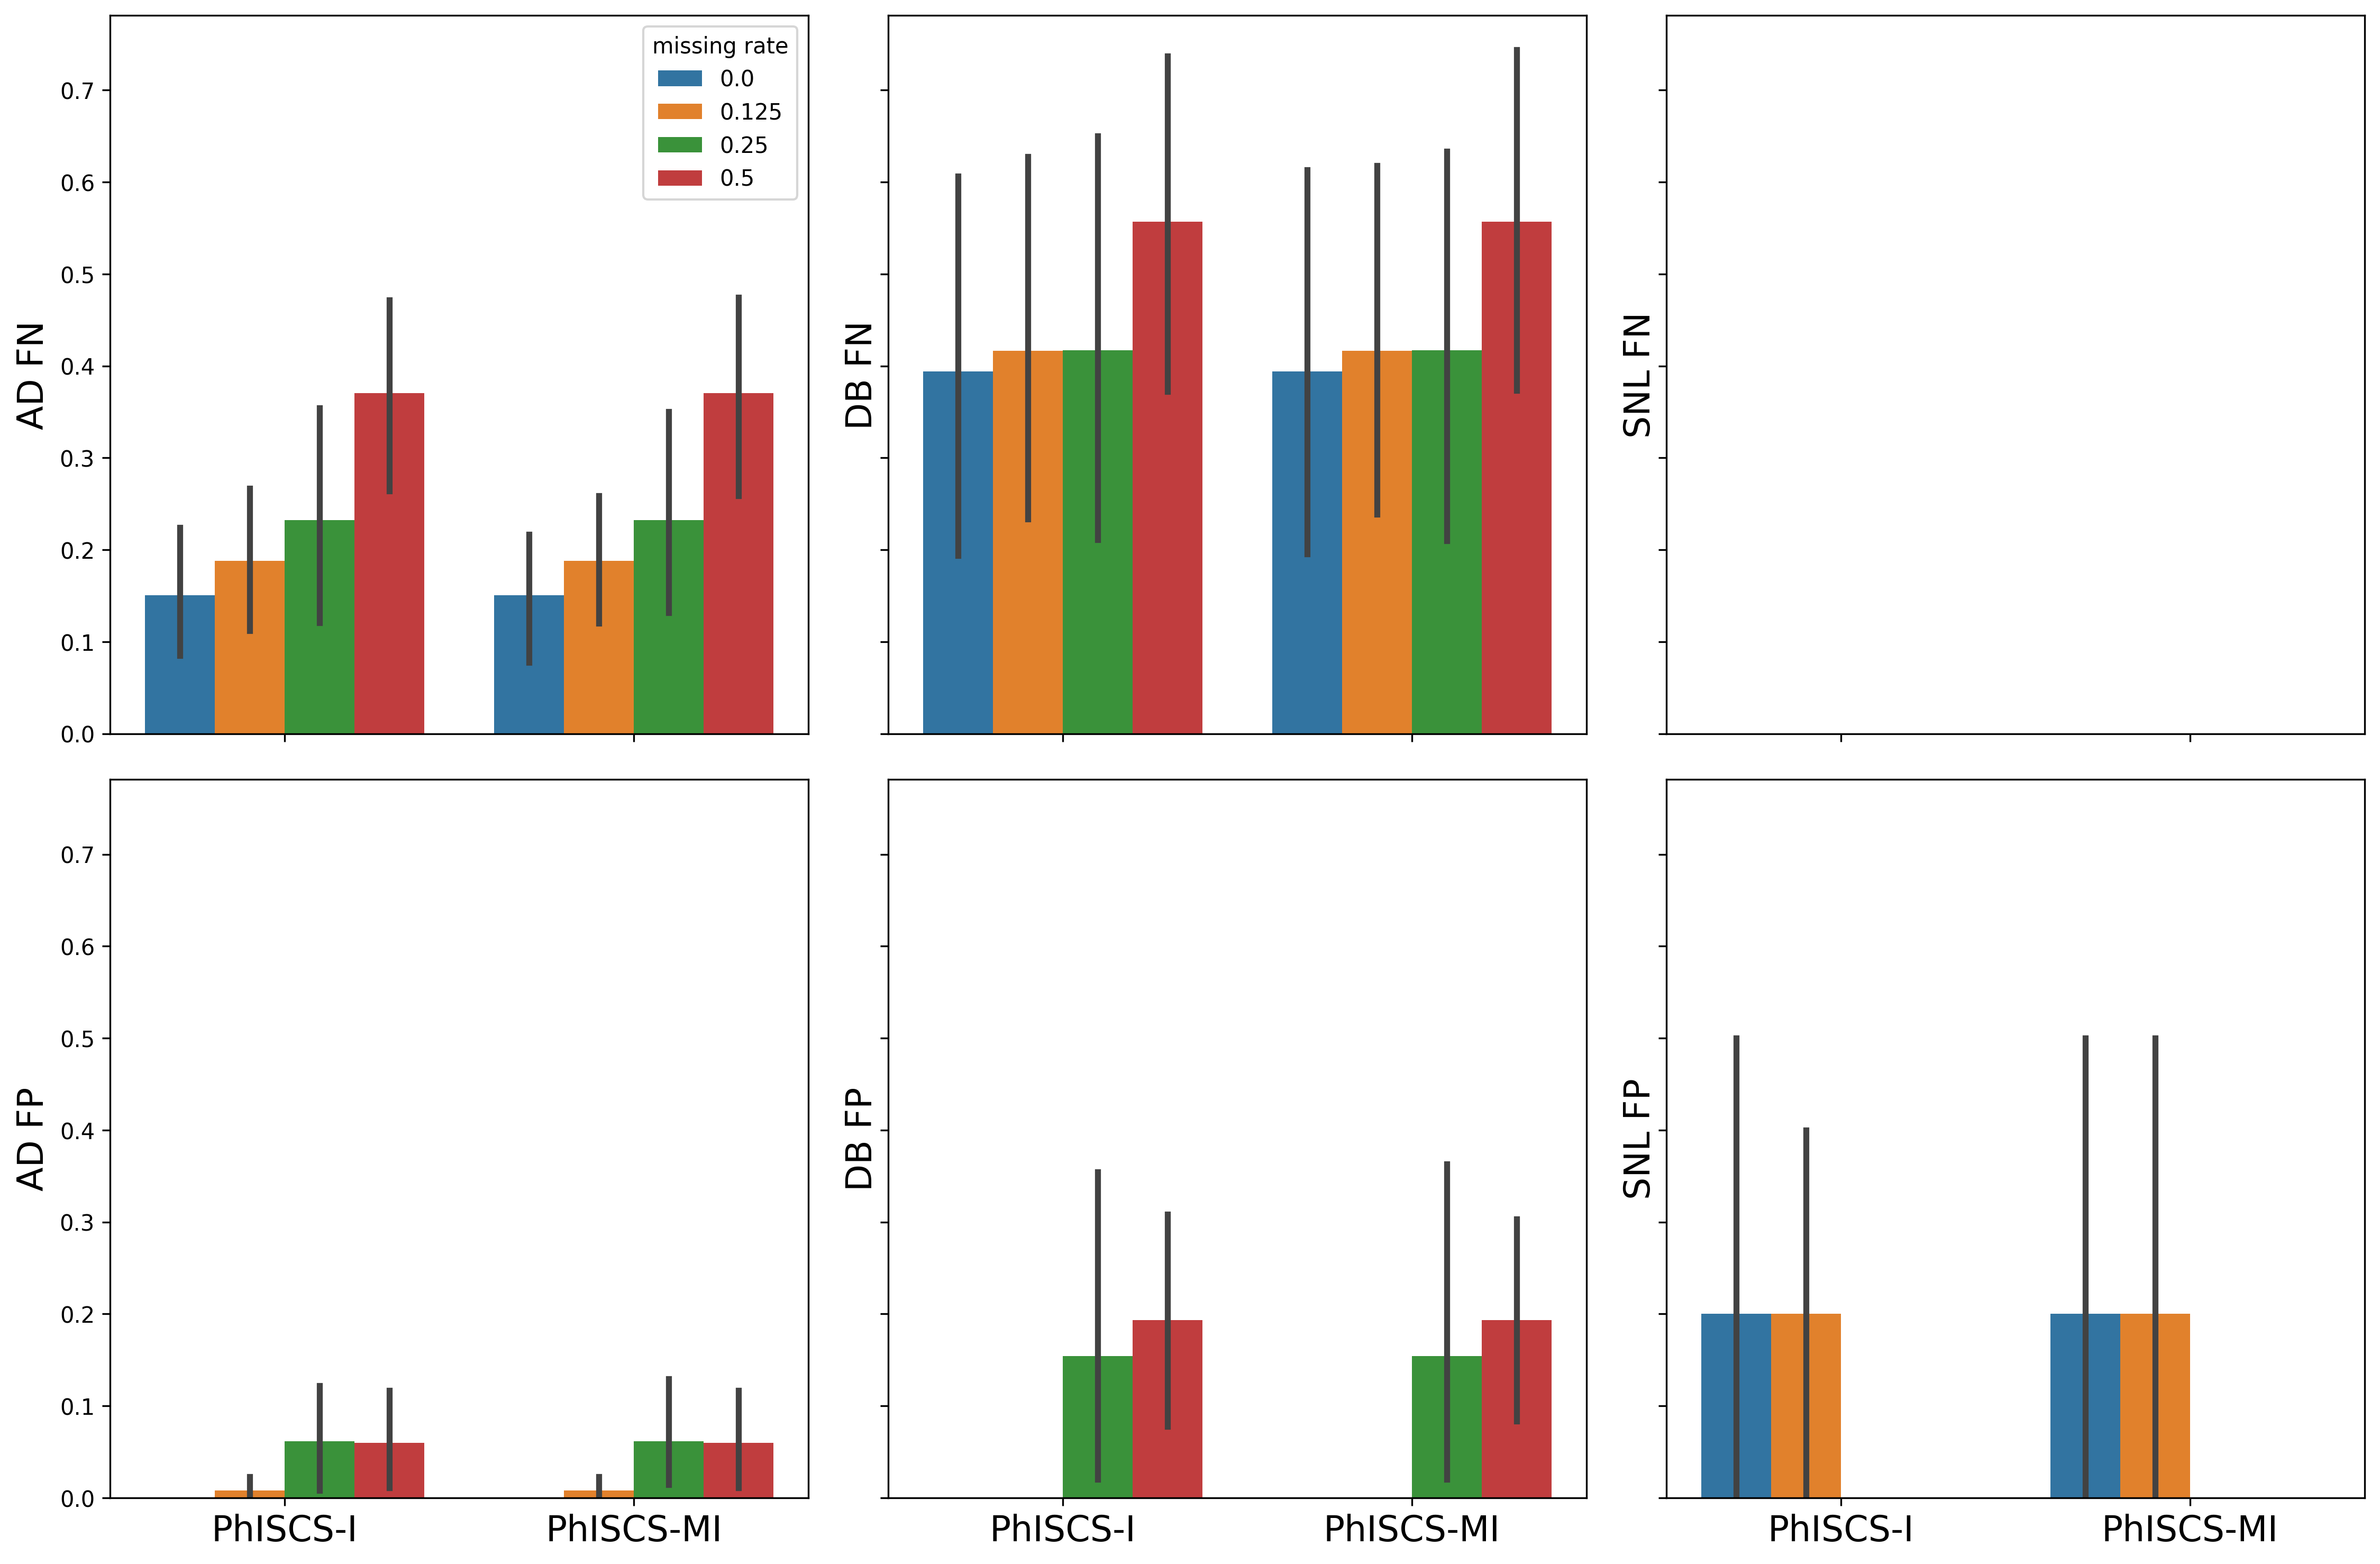 missing rate
0.0
0.125
0.25
0.5
AD FN
0.7
0.6
0.5
0.4
0.3
0.2
0.1
0.0
DB FN
SNL FN
AD FP
0.7
0.6
0.5
0.4
0.3
0.2
0.1
0.0
PhISCS-I
PhISCS-MI
DB FP
PhISCS-I
PhISCS-MI
SNL FP
PhISCS-I
PhISCS-MI